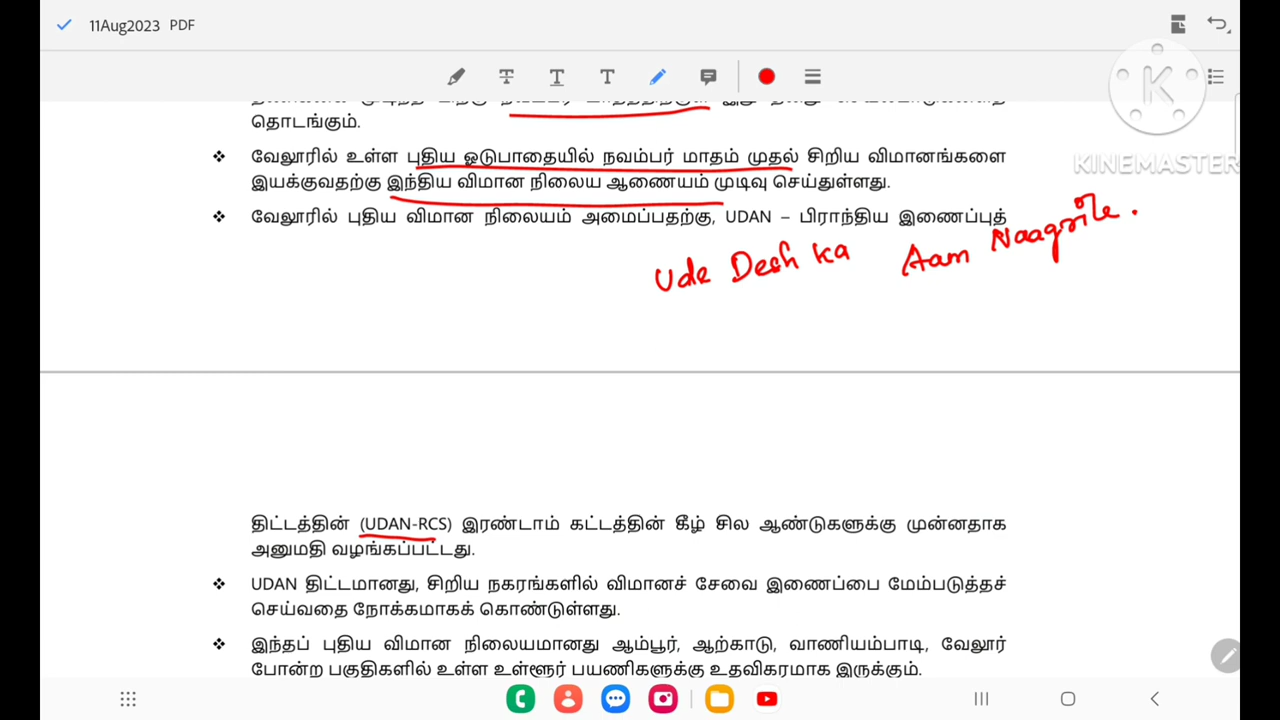 11Aug2023 PDF
KINEMASTER
தொடங்கும்.
❖ வேலூரில் உள்ள புதிய ஓடுபாதையில் நவம்பர் மாதம் முதல் சிறிய விமானங்களை
இயக்குவதற்கு இந்திய விமான நிலைய ஆணையம் முடிவு செய்துள்ளது.
❖ வேலூரில் புதிய விமான நிலையம் அமைப்பதற்கு, UDAN – பிராந்திய இணைப்புத்
Ude Desh ka Aam Naagrik.
திட்டத்தின் (UDAN-RCS) இரண்டாம் கட்டத்தின் கீழ் சில ஆண்டுகளுக்கு முன்னதாக
அனுமதி வழங்கப்பட்டது.
❖ UDAN திட்டமானது, சிறிய நகரங்களில் விமானச் சேவை இணைப்பை மேம்படுத்தச்
செய்வதை நோக்கமாகக் கொண்டுள்ளது.
❖ இந்தப் புதிய விமான நிலையமானது ஆம்பூர், ஆற்காடு, வாணியம்பாடி, வேலூர்
போன்ற பகுதிகளில் உள்ள உள்ளூர் பயணிகளுக்கு உதவிகரமாக இருக்கும்.